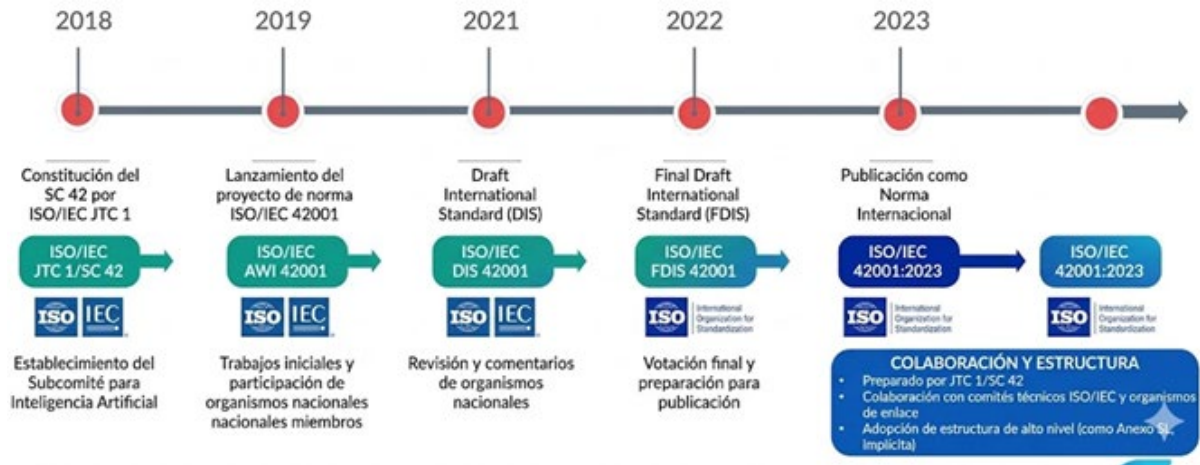 2018
2019
2021
2022
2023
Constitución del
SC 42 por
ISO/IEC JTC 1
Lanzamiento del
proyecto de norma
ISO/IEC 42001
Draft
International
Standard (DIS)
Final Draft
International
Standard (FDIS)
Publicación como
Norma
Internacional
ISO/IEC
JTC 1/SC 42
ISO/IEC
AWI 42001
ISO/IEC
DIS 42001
ISO/IEC
FDIS 42001
ISO/IEC
42001:2023
ISO/IEC
42001:2023
ISO IEC
ISO IEC
ISO IEC
ISO
International
Organization for
Standardization
ISO
International
Organization for
Standardization
ISO
International
Organization for
Standardization
Establecimiento del
Subcomité para
Inteligencia Artificial
Trabajos iniciales y
participación de
organismos nacionales
nacionales miembros
Revisión y comentarios
de organismos
nacionales
Votación final y
preparación para
publicación
COLABORACIÓN Y ESTRUCTURA
• Preparado por JTC 1/SC 42
• Colaboración con comités técnicos ISO/IEC y organismos
de enlace
• Adopción de estructura de alto nivel (como Anexo SL,
implícita)